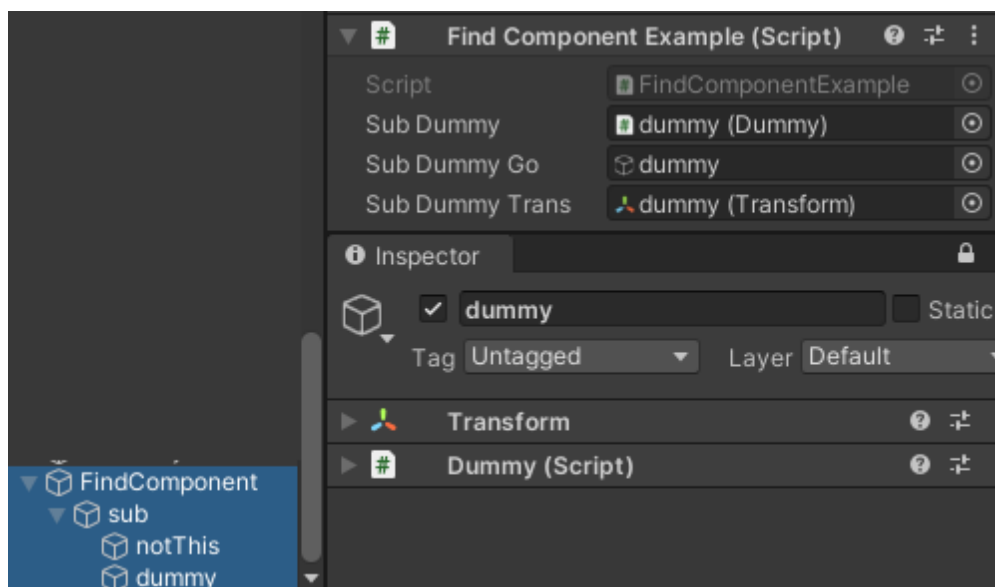 Find Component Example (Script)
Script
FindComponentExample
Sub Dummy
dummy (Dummy)
Sub Dummy Go
dummy
Sub Dummy Trans
dummy (Transform)
Inspector
dummy
Static
Tag Untagged
Layer Default
Transform
Dummy (Script)
FindComponent
sub
notThis
dummy